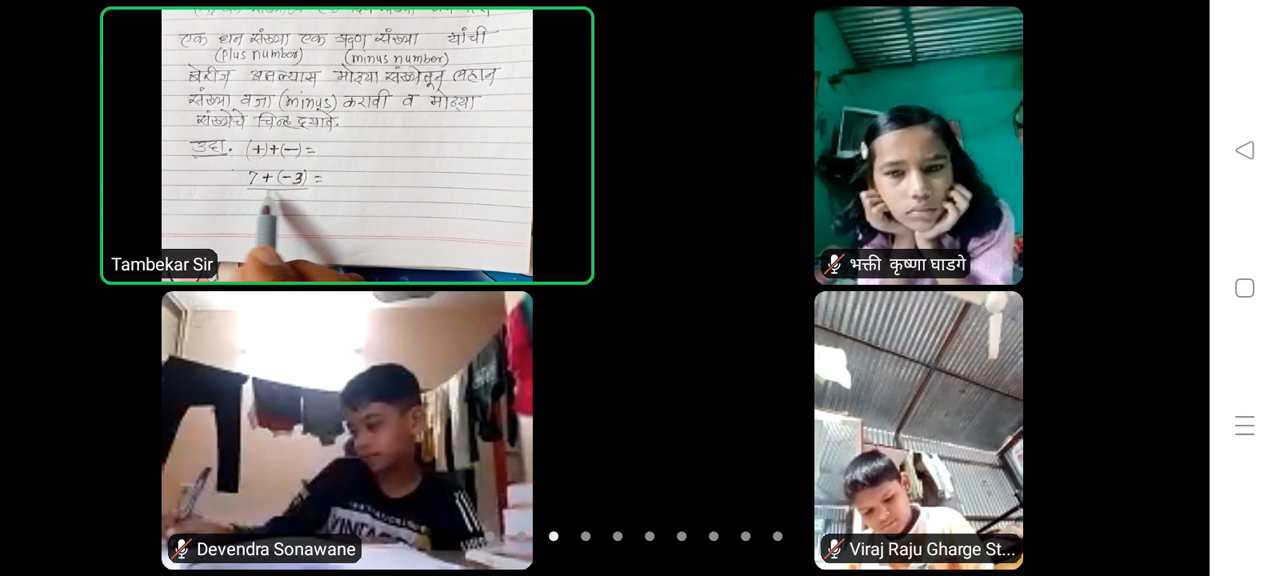 एक धन संख्या एक ऋण संख्या यांची
(plus number) (minus number)
बेरीज असल्यास मोठ्या संख्येतून लहान
संख्या वजा (minus) करावी व मोठ्या
संख्येचे चिन्ह द्यावे.
उदा. (+)+(−) =
7+(−3) =
Tambekar Sir
भक्ती कृष्णा घाडगे
Devendra Sonawane
Viraj Raju Gharge St...